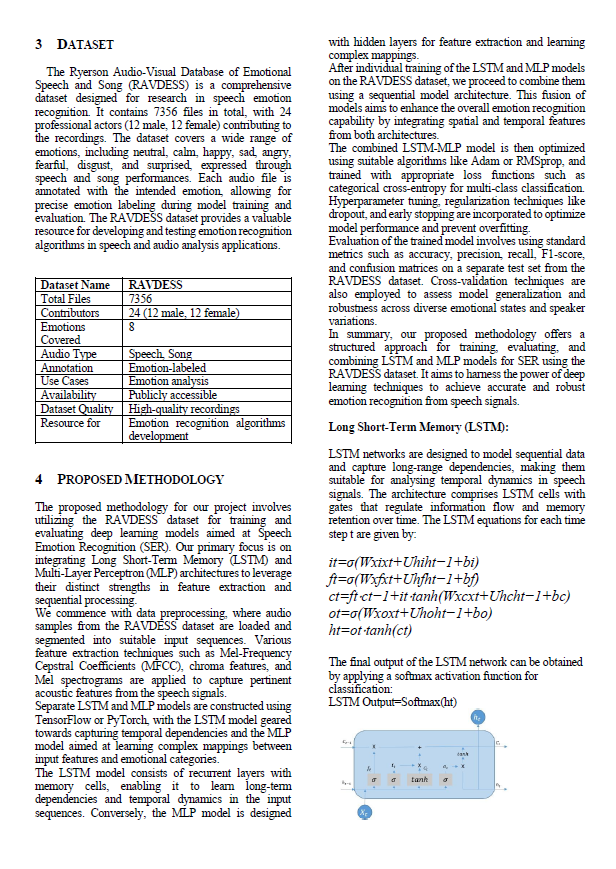 3 DATASET
The Ryerson Audio-Visual Database of Emotional
Speech and Song (RAVDESS) is a comprehensive
dataset designed for research in speech emotion
recognition. It contains 7356 files in total, with 24
professional actors (12 male, 12 female) contributing to
the recordings. The dataset covers a wide range of
emotions, including neutral, calm, happy, sad, angry,
fearful, disgust, and surprised, expressed through
speech and song performances. Each audio file is
annotated with the intended emotion, allowing for
precise emotion labeling during model training and
evaluation. The RAVDESS dataset provides a valuable
resource for developing and testing emotion recognition
algorithms in speech and audio analysis applications.
Dataset Name RAVDESS
Total Files 7356
Contributors 24 (12 male, 12 female)
Emotions Covered 8
Audio Type Speech, Song
Annotation Emotion-labeled
Use Cases Emotion analysis
Availability Publicly accessible
Dataset Quality High-quality recordings
Resource for Emotion recognition algorithms
development
4 PROPOSED METHODOLOGY
The proposed methodology for our project involves
utilizing the RAVDESS dataset for training and
evaluating deep learning models aimed at Speech
Emotion Recognition (SER). Our primary focus is on
integrating Long Short-Term Memory (LSTM) and
Multi-Layer Perceptron (MLP) architectures to leverage
their distinct strengths in feature extraction and
sequential processing.
We commence with data preprocessing, where audio
samples from the RAVDESS dataset are loaded and
segmented into suitable input sequences. Various
feature extraction techniques such as Mel-Frequency
Cepstral Coefficients (MFCC), chroma features, and
Mel spectrograms are applied to capture pertinent
acoustic features from the speech signals.
Separate LSTM and MLP models are constructed using
TensorFlow or PyTorch, with the LSTM model geared
towards capturing temporal dependencies and the MLP
model aimed at learning complex mappings between
input features and emotional categories.
The LSTM model consists of recurrent layers with
memory cells, enabling it to learn long-term
dependencies and temporal dynamics in the input
sequences. Conversely, the MLP model is designed
with hidden layers for feature extraction and learning
complex mappings.
After individual training of the LSTM and MLP models
on the RAVDESS dataset, we proceed to combine them
using a sequential model architecture. This fusion of
models aims to enhance the overall emotion recognition
capability by integrating spatial and temporal features
from both architectures.
The combined LSTM-MLP model is then optimized
using suitable algorithms like Adam or RMSprop, and
trained with appropriate loss functions such as
categorical cross-entropy for multi-class classification.
Hyperparameter tuning, regularization techniques like
dropout, and early stopping are incorporated to optimize
model performance and prevent overfitting.
Evaluation of the trained model involves using standard
metrics such as accuracy, precision, recall, F1-score,
and confusion matrices on a separate test set from the
RAVDESS dataset. Cross-validation techniques are
also employed to assess model generalization and
robustness across diverse emotional states and speaker
variations.
In summary, our proposed methodology offers a
structured approach for training, evaluating, and
combining LSTM and MLP models for SER using the
RAVDESS dataset. It aims to harness the power of deep
learning techniques to achieve accurate and robust
emotion recognition from speech signals.
Long Short-Term Memory (LSTM):
LSTM networks are designed to model sequential data
and capture long-range dependencies, making them
suitable for analysing temporal dynamics in speech
signals. The architecture comprises LSTM cells with
gates that regulate information flow and memory
retention over time. The LSTM equations for each time
step t are given by:
it=σ(Wxixt+Uhiht−1+bi)
ft=σ(Wxfxt+Uhfht−1+bf)
ct=ft·ct−1+it·tanh(Wxcxt+Uhcht−1+bc)
ot=σ(Wxoxt+Uhoht−1+bo)
ht=ot·tanh(ct)
The final output of the LSTM network can be obtained
by applying a softmax activation function for
classification:
LSTM Output=Softmax(ht)
hₜ
x +
tanh
x x
σ σ tanh σ
Xₜ